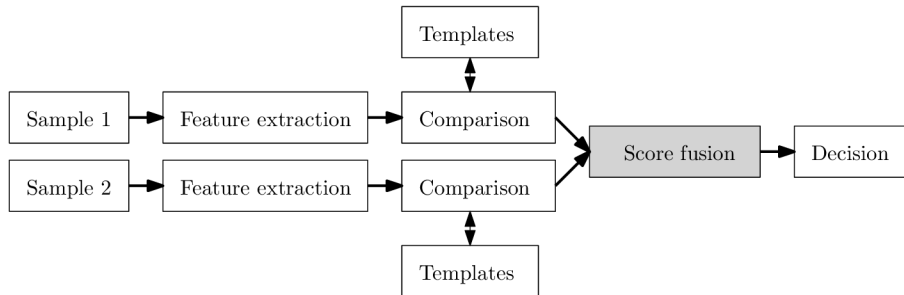 Templates
Sample 1
Feature extraction
Comparison
Score fusion
Decision
Sample 2
Feature extraction
Comparison
Templates